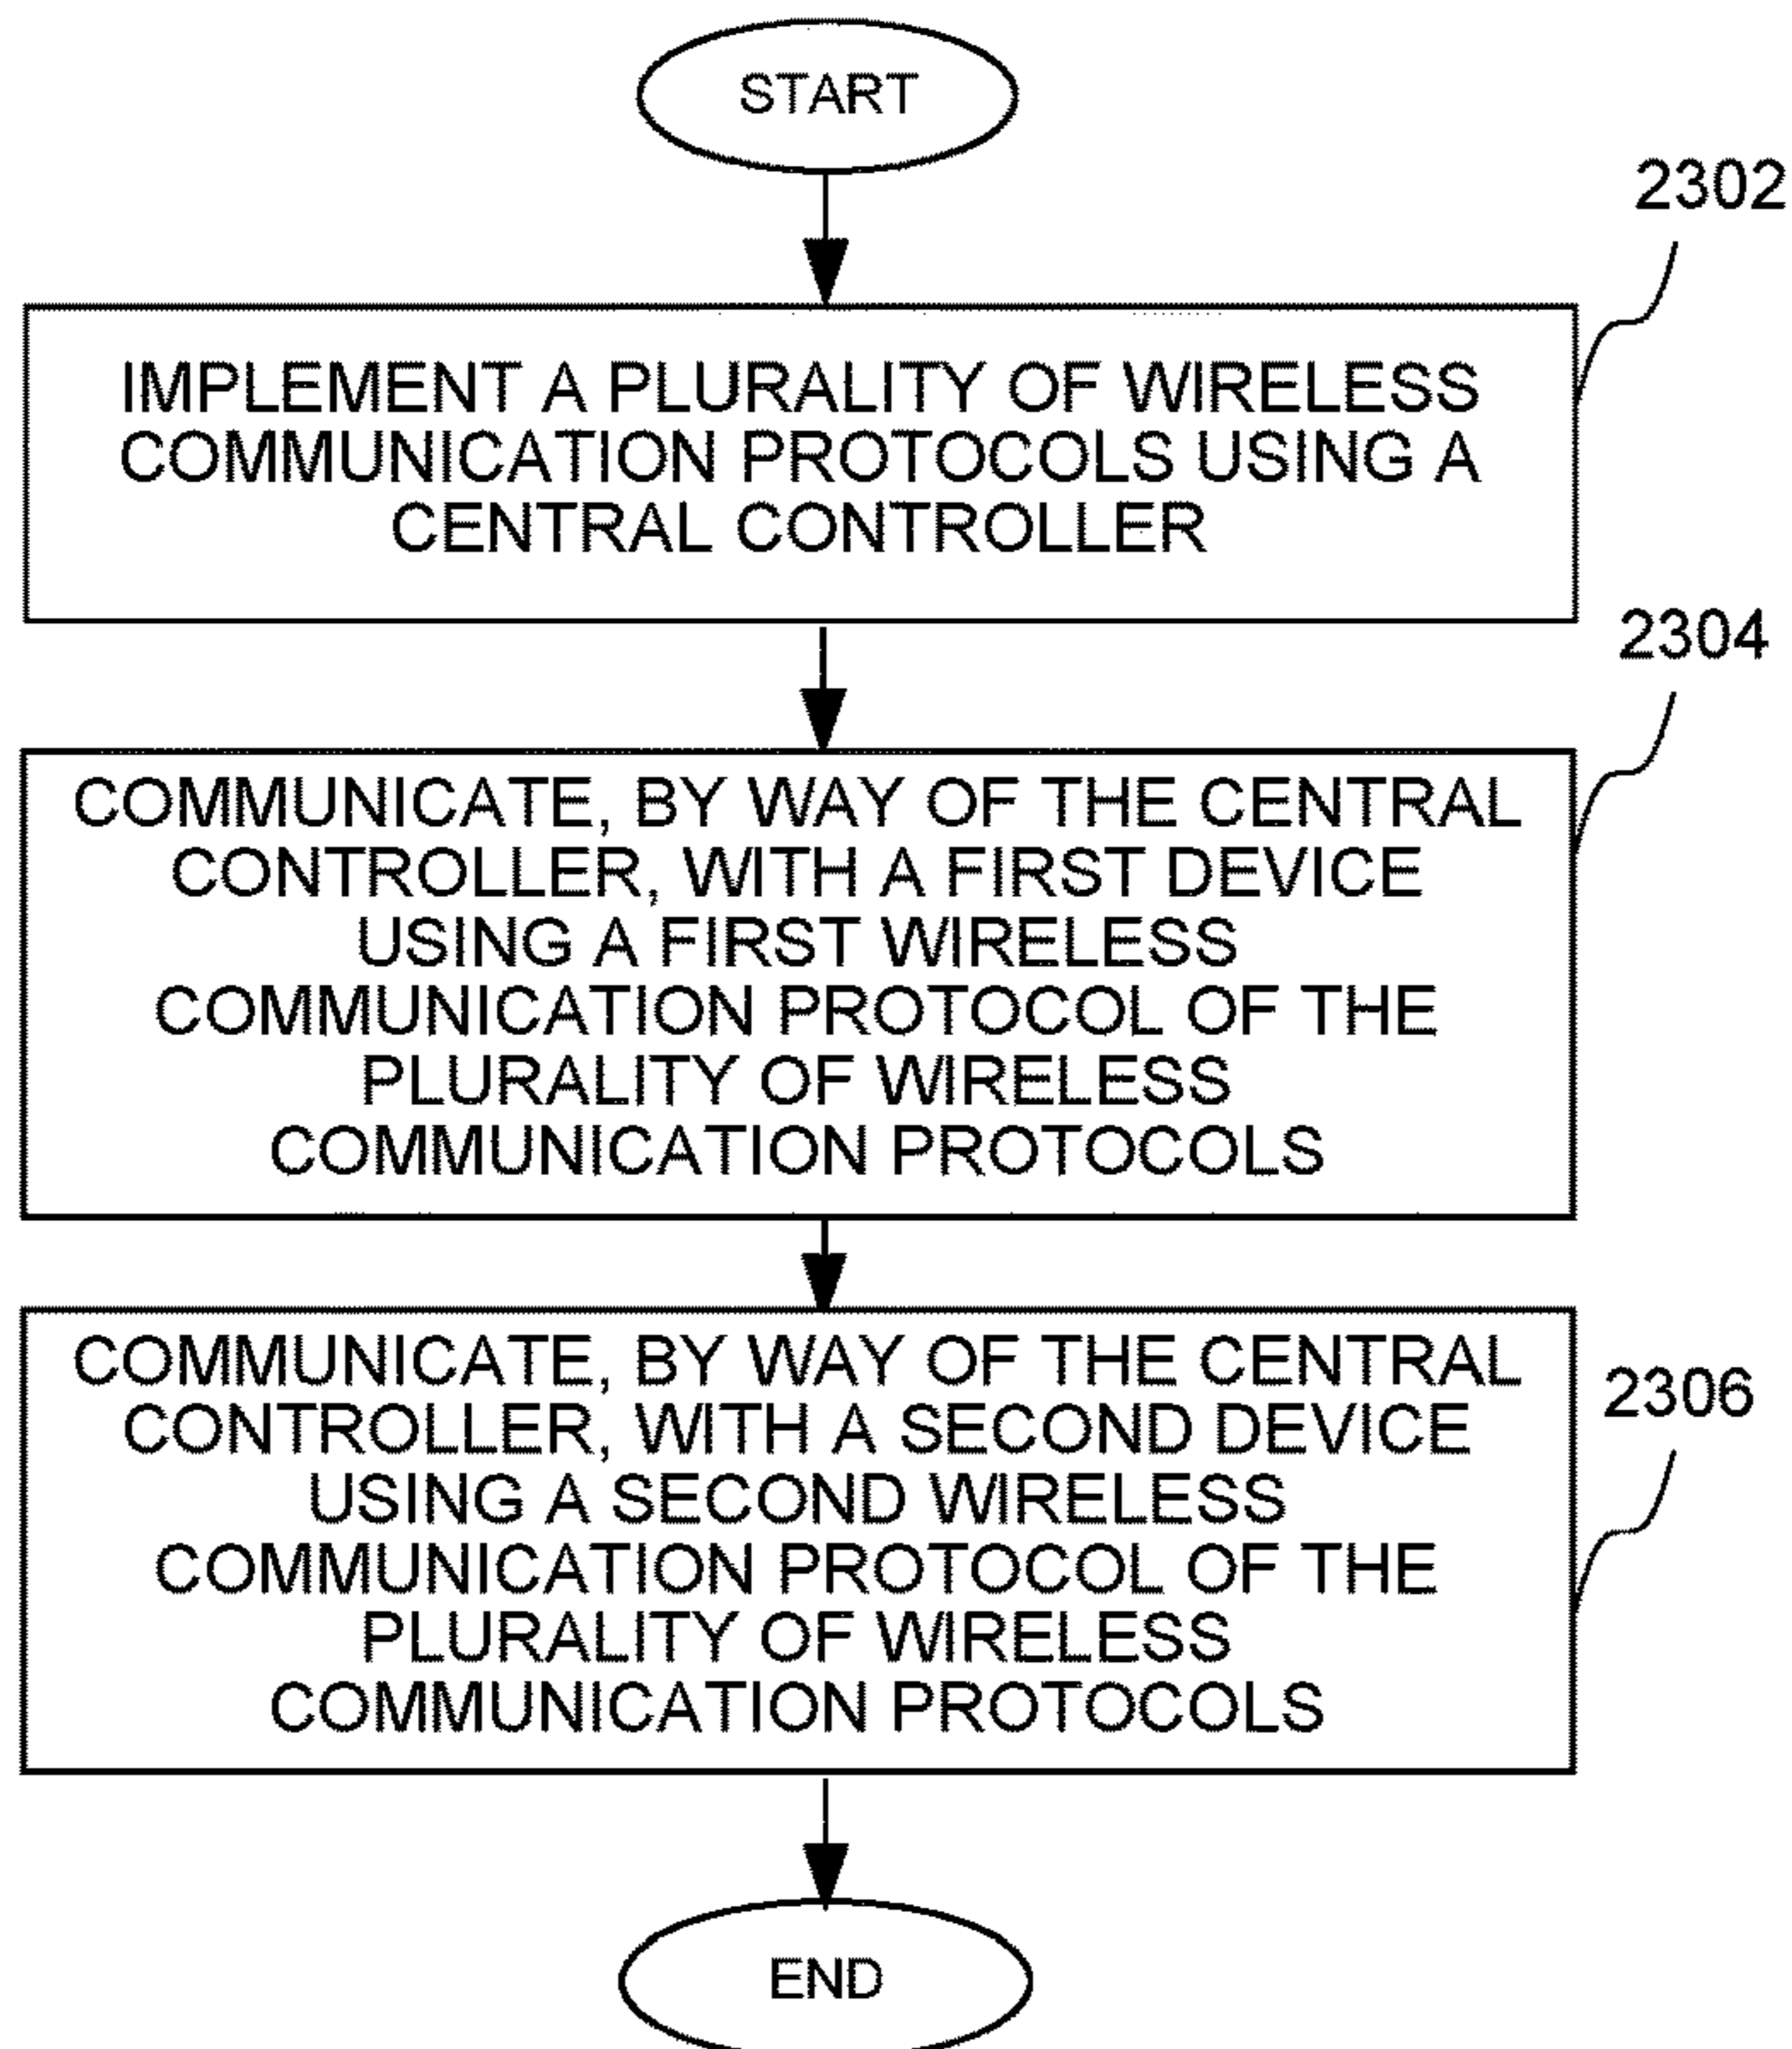 START
2302
IMPLEMENT A PLURALITY OF WIRELESS
COMMUNICATION PROTOCOLS USING A
CENTRAL CONTROLLER
2304
COMMUNICATE, BY WAY OF THE CENTRAL
CONTROLLER, WITH A FIRST DEVICE
USING A FIRST WIRELESS
COMMUNICATION PROTOCOL OF THE
PLURALITY OF WIRELESS
COMMUNICATION PROTOCOLS
2306
COMMUNICATE, BY WAY OF THE CENTRAL
CONTROLLER, WITH A SECOND DEVICE
USING A SECOND WIRELESS
COMMUNICATION PROTOCOL OF THE
PLURALITY OF WIRELESS
COMMUNICATION PROTOCOLS
END